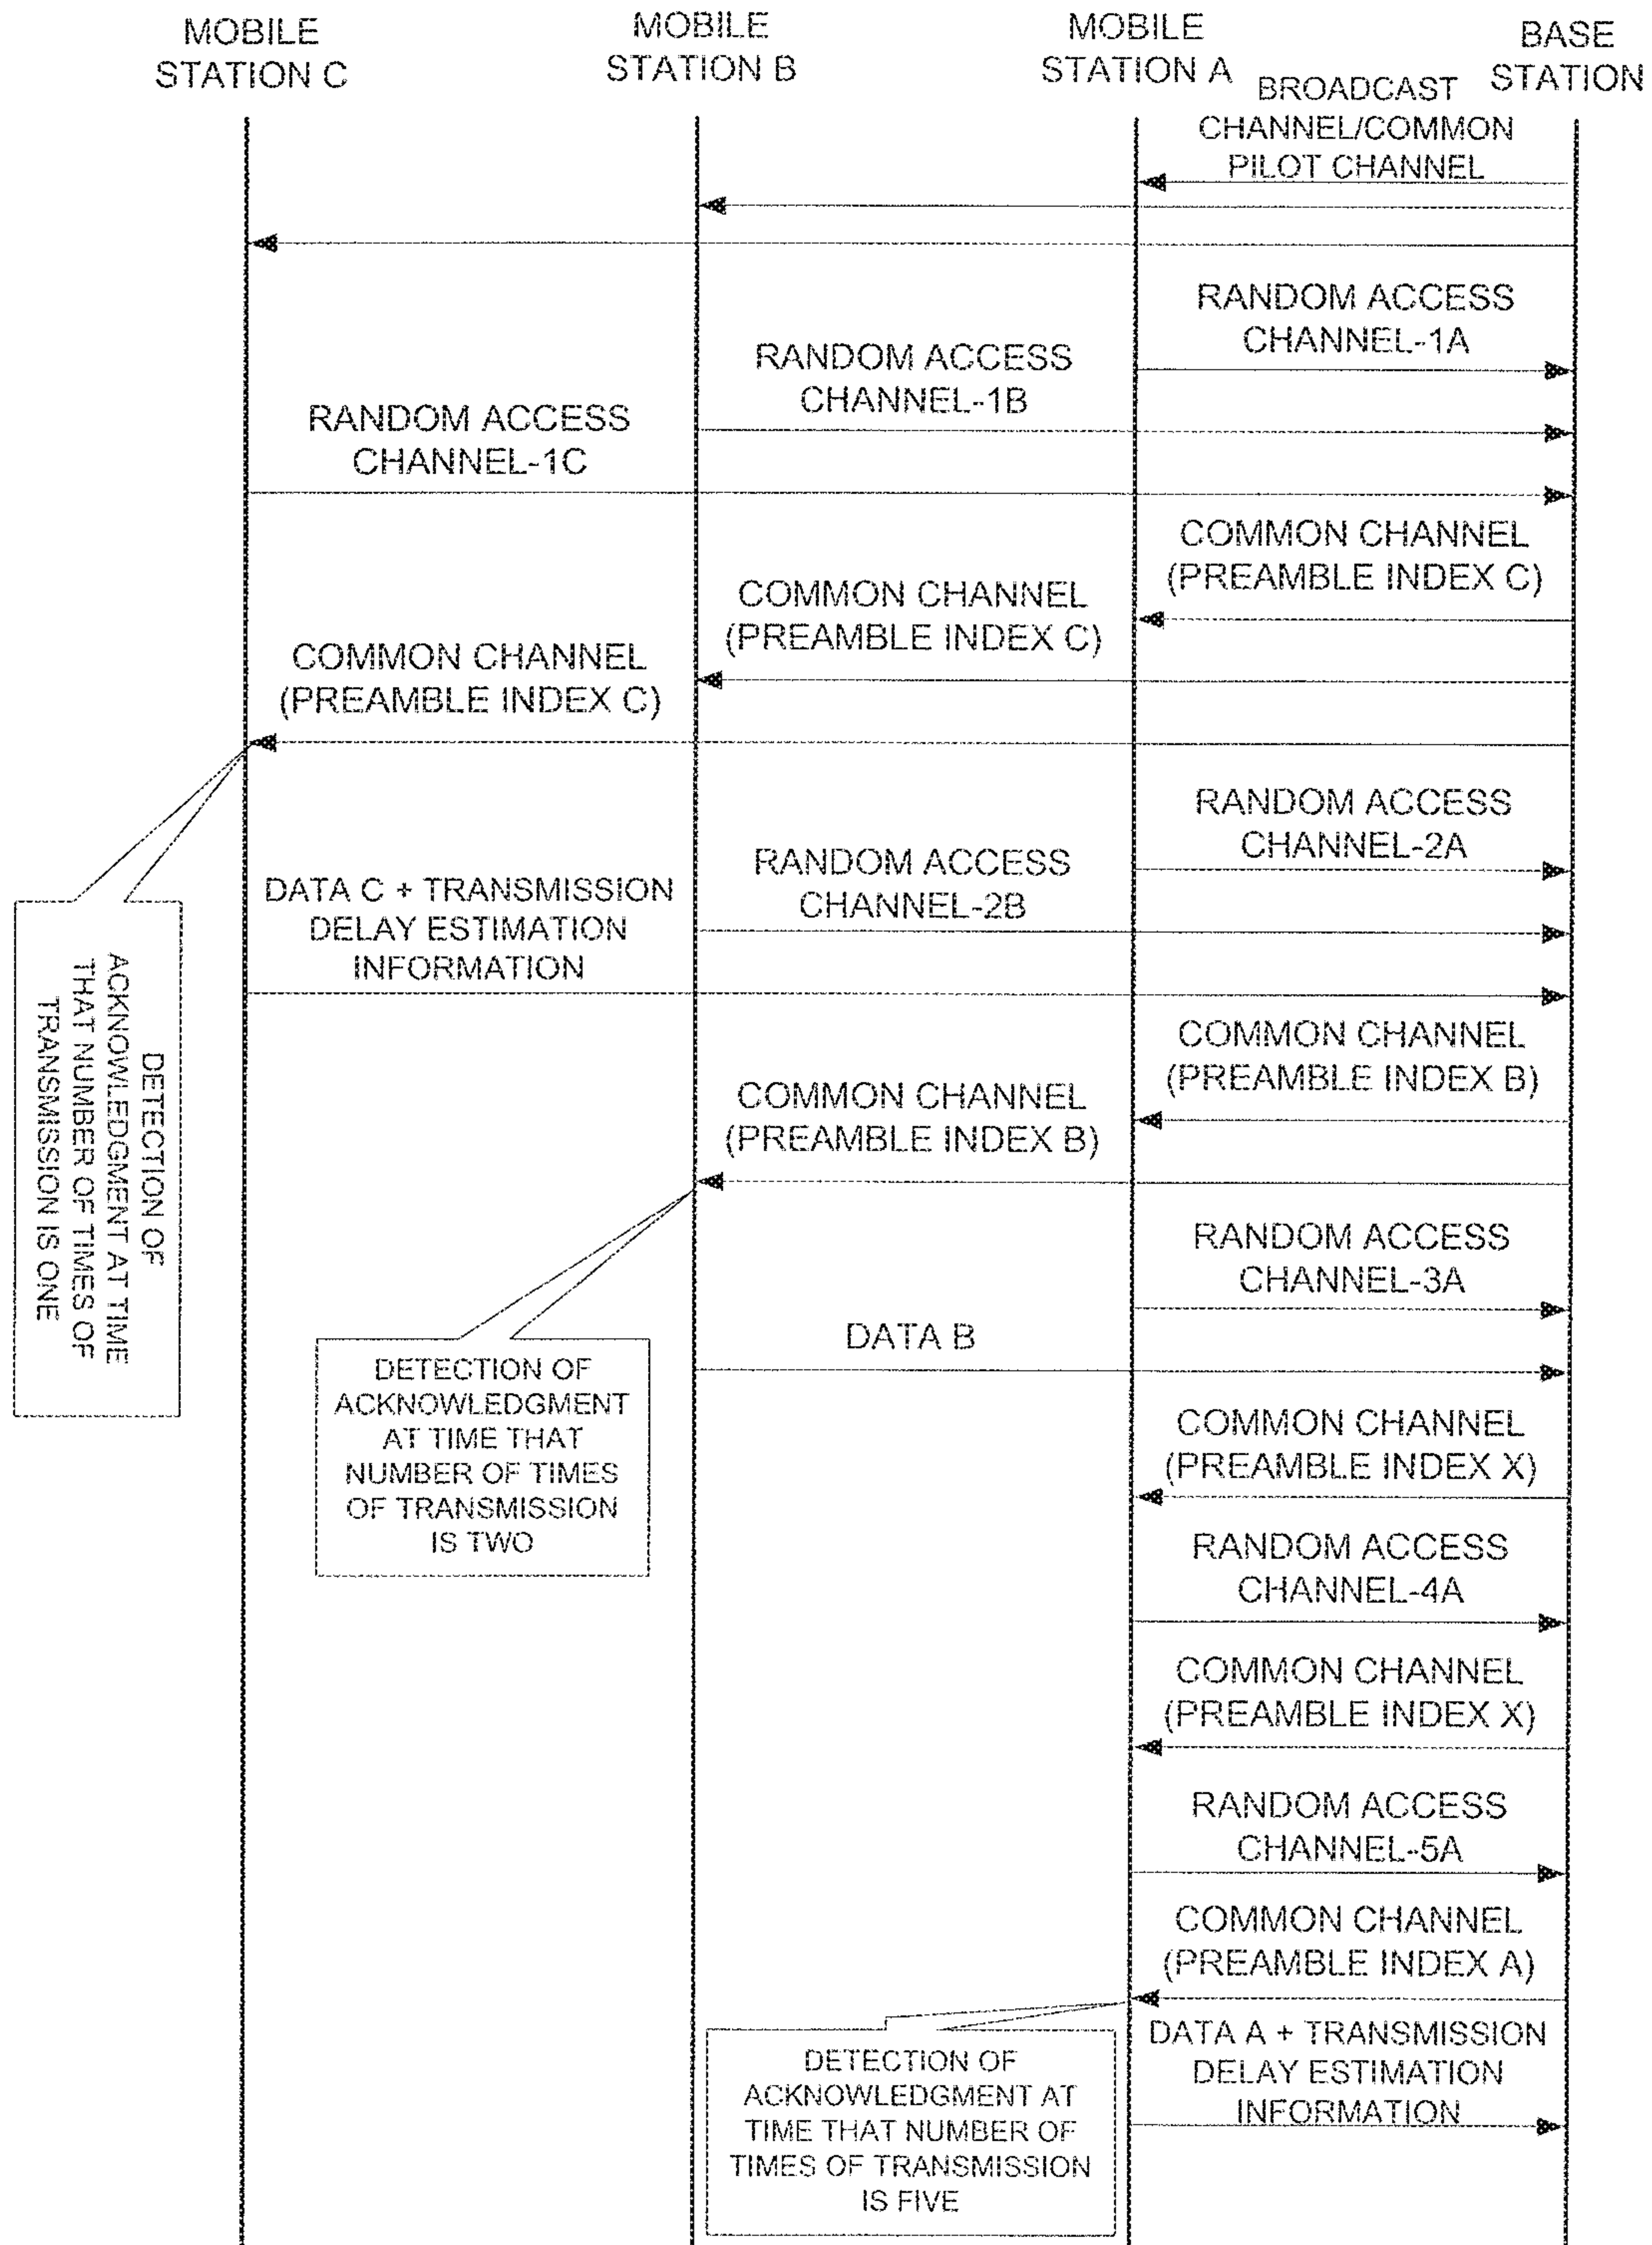 MOBILE
STATION C
MOBILE
STATION B
MOBILE
STATION A
BASE
STATION
BROADCAST
CHANNEL/COMMON
PILOT CHANNEL
RANDOM ACCESS
CHANNEL-1A
RANDOM ACCESS
CHANNEL-1B
RANDOM ACCESS
CHANNEL-1C
COMMON CHANNEL
(PREAMBLE INDEX C)
COMMON CHANNEL
(PREAMBLE INDEX C)
COMMON CHANNEL
(PREAMBLE INDEX C)
RANDOM ACCESS
CHANNEL-2A
RANDOM ACCESS
CHANNEL-2B
DATA C + TRANSMISSION
DELAY ESTIMATION
INFORMATION
DETECTION OF
ACKNOWLEDGMENT AT TIME
THAT NUMBER OF TIMES OF
TRANSMISSION IS ONE
COMMON CHANNEL
(PREAMBLE INDEX B)
COMMON CHANNEL
(PREAMBLE INDEX B)
RANDOM ACCESS
CHANNEL-3A
DATA B
DETECTION OF
ACKNOWLEDGMENT
AT TIME THAT
NUMBER OF TIMES
OF TRANSMISSION
IS TWO
COMMON CHANNEL
(PREAMBLE INDEX X)
RANDOM ACCESS
CHANNEL-4A
COMMON CHANNEL
(PREAMBLE INDEX X)
RANDOM ACCESS
CHANNEL-5A
COMMON CHANNEL
(PREAMBLE INDEX A)
DATA A + TRANSMISSION
DELAY ESTIMATION
INFORMATION
DETECTION OF
ACKNOWLEDGMENT AT
TIME THAT NUMBER OF
TIMES OF TRANSMISSION
IS FIVE